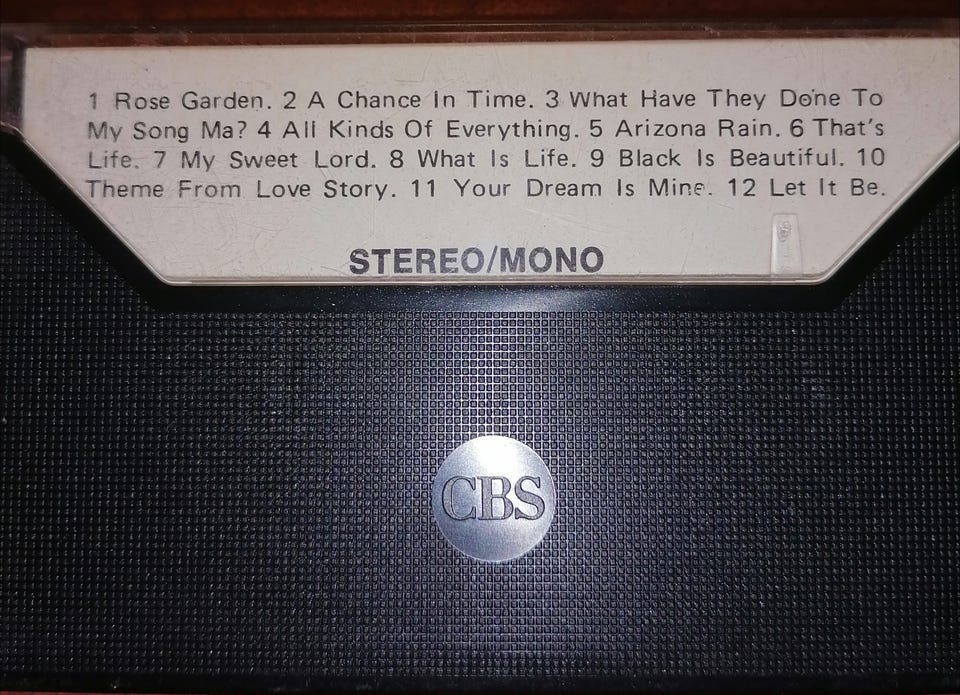 1 Rose Garden. 2 A Chance In Time. 3 What Have They Done To
My Song Ma? 4 All Kinds Of Everything. 5 Arizona Rain. 6 That's
Life. 7 My Sweet Lord. 8 What Is Life. 9 Black Is Beautiful. 10
Theme From Love Story. 11 Your Dream Is Mine. 12 Let It Be.
STEREO/MONO
CBS